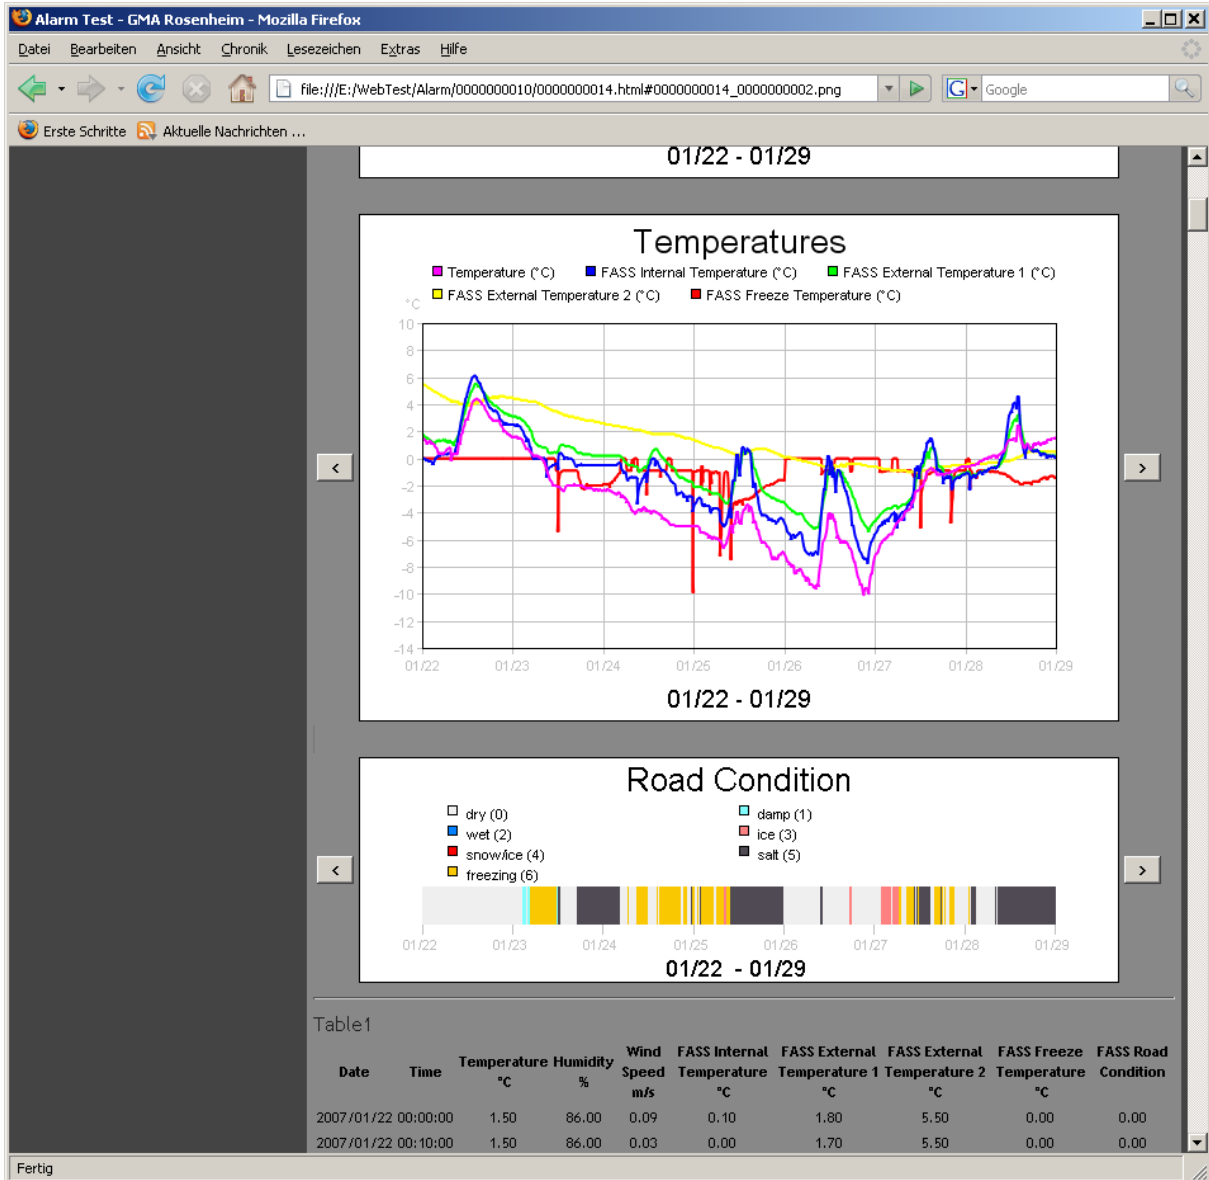 Alarm Test - GMA Rosenheim - Mozilla Firefox
Datei Bearbeiten Ansicht Chronik Lesezeichen Extras Hilfe
file:///E:/WebTest/Alarm/0000000010/0000000014.html#0000000014_0000000002.png G Google
Erste Schritte Aktuelle Nachrichten ...
01/22 - 01/29
Temperatures
Temperature (°C) FASS Internal Temperature (°C) FASS External Temperature 1 (°C)
FASS External Temperature 2 (°C) FASS Freeze Temperature (°C)
°C
10
8
6
4
2
0
-2
-4
-6
-8
-10
-12
-14
01/22 01/23 01/24 01/25 01/26 01/27 01/28 01/29
01/22 - 01/29
< >
Road Condition
dry (0) damp (1)
wet (2) ice (3)
snow/ice (4) salt (5)
freezing (6)
< >
01/22 01/23 01/24 01/25 01/26 01/27 01/28 01/29
01/22 - 01/29
Table1
Date Time Temperature °C Humidity % Wind Speed m/s FASS Internal Temperature °C FASS External Temperature 1 °C FASS External Temperature 2 °C FASS Freeze Temperature °C FASS Road Condition
2007/01/22 00:00:00 1.50 86.00 0.09 0.10 1.80 5.50 0.00 0.00
2007/01/22 00:10:00 1.50 86.00 0.03 0.00 1.70 5.50 0.00 0.00
Fertig